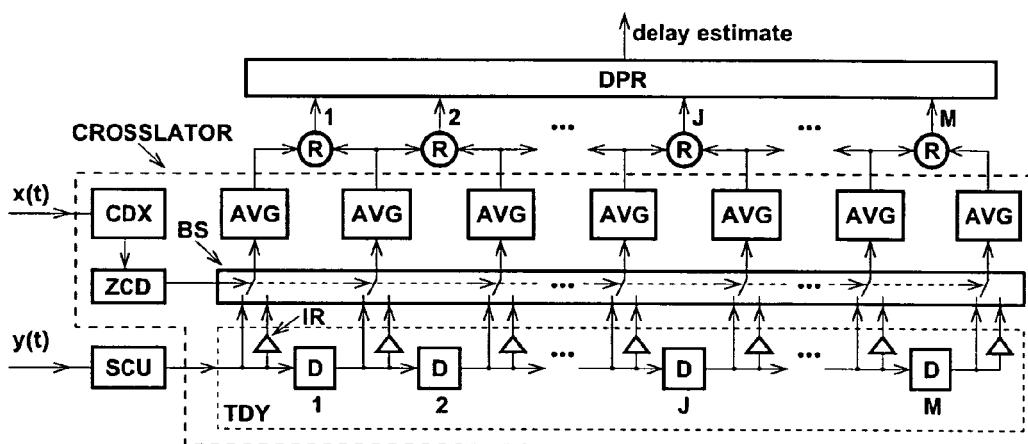 delay estimate
DPR
1 2 ... J ... M
CROSSLATOR
R R R R
x(t)
CDX AVG AVG AVG AVG AVG AVG AVG
BS
ZCD ... ...
IR
y(t)
SCU D D ... D ... D
1 2 J M
TDY